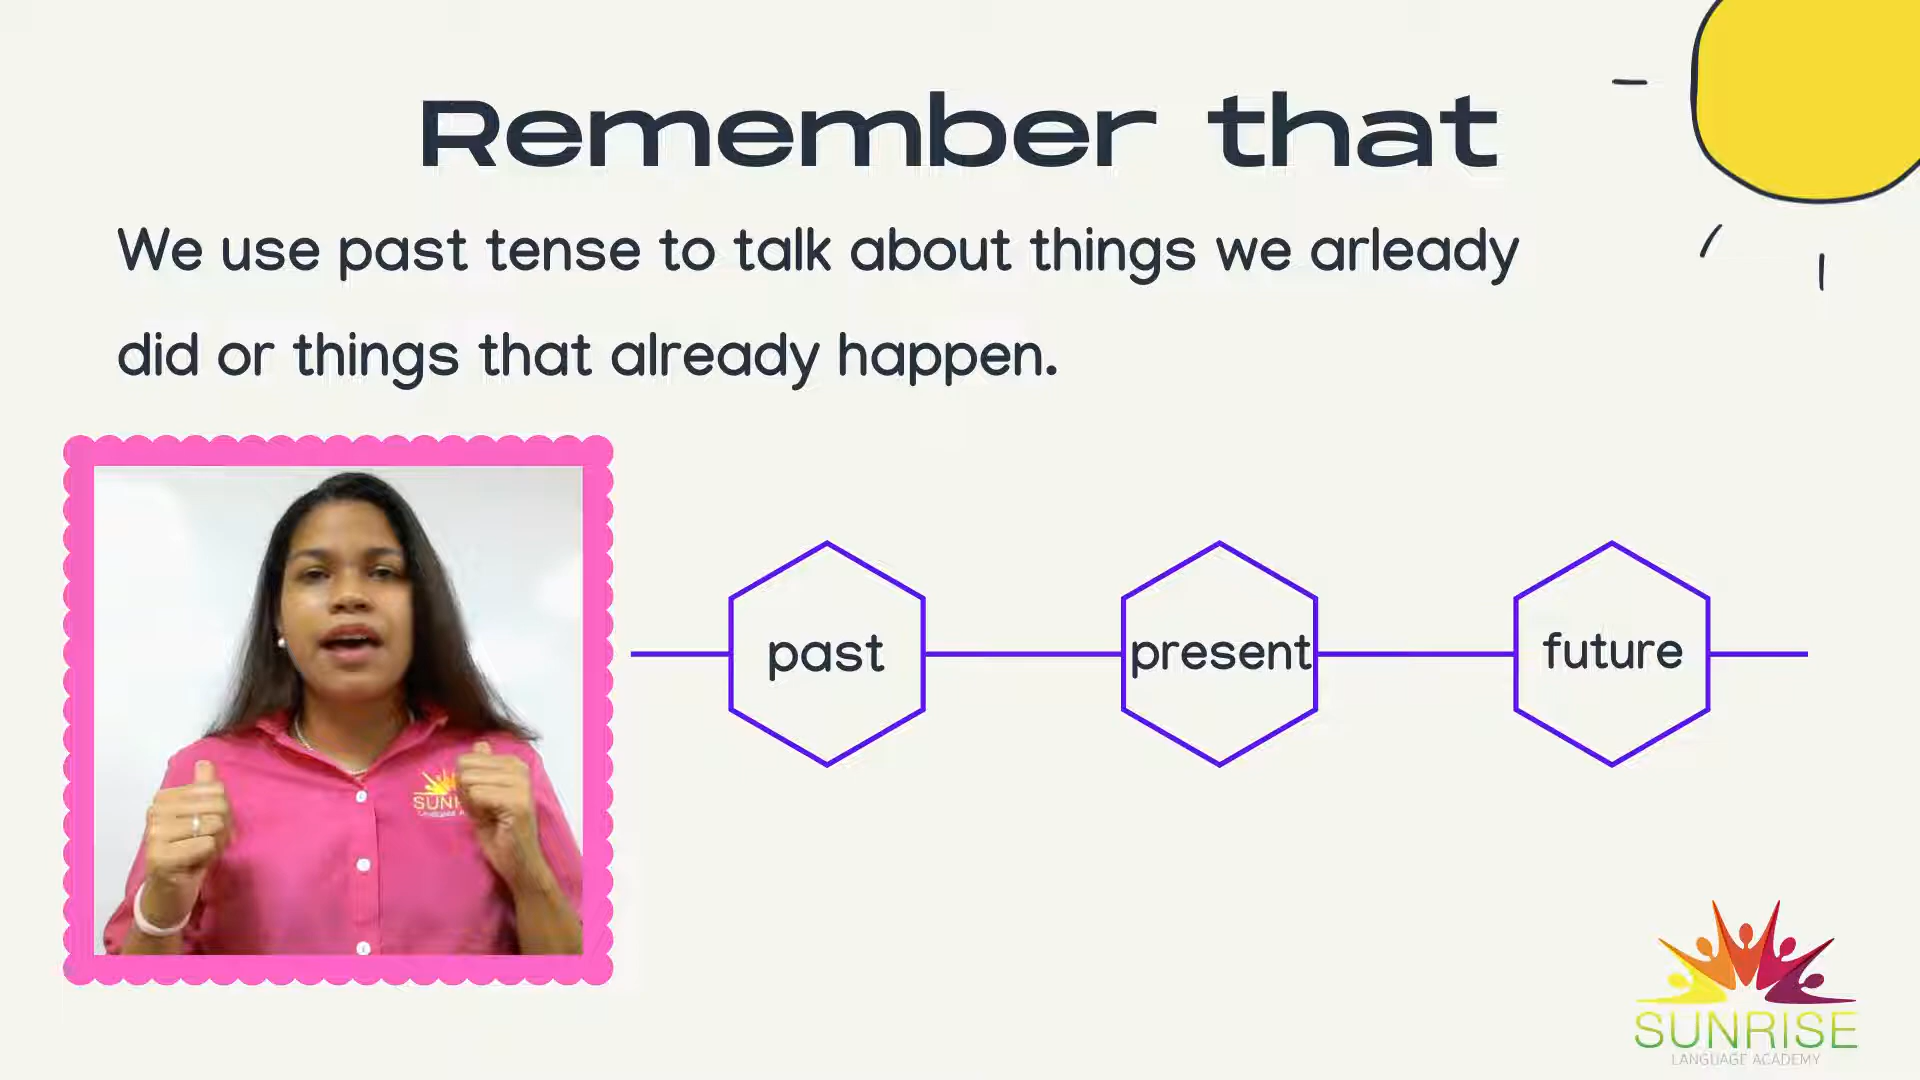 Remember that
We use past tense to talk about things we arleady
did or things that already happen.
past
present
future
SUNRISE
LANGUAGE ACADEMY